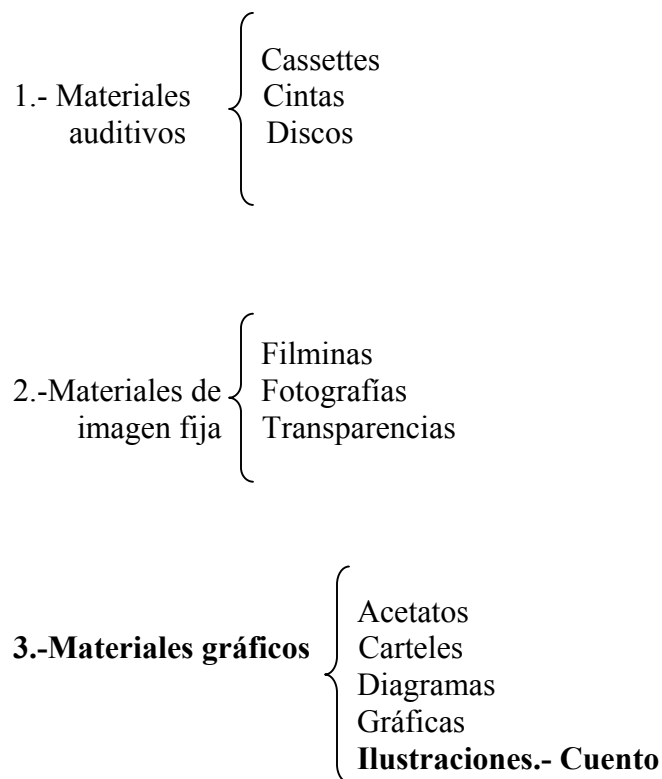 Cassettes
1.- Materiales Cintas
auditivos Discos
Filminas
2.-Materiales de Fotografías
imagen fija Transparencias
Acetatos
3.-Materiales gráficos Carteles
Diagramas
Gráficas
Ilustraciones.- Cuento